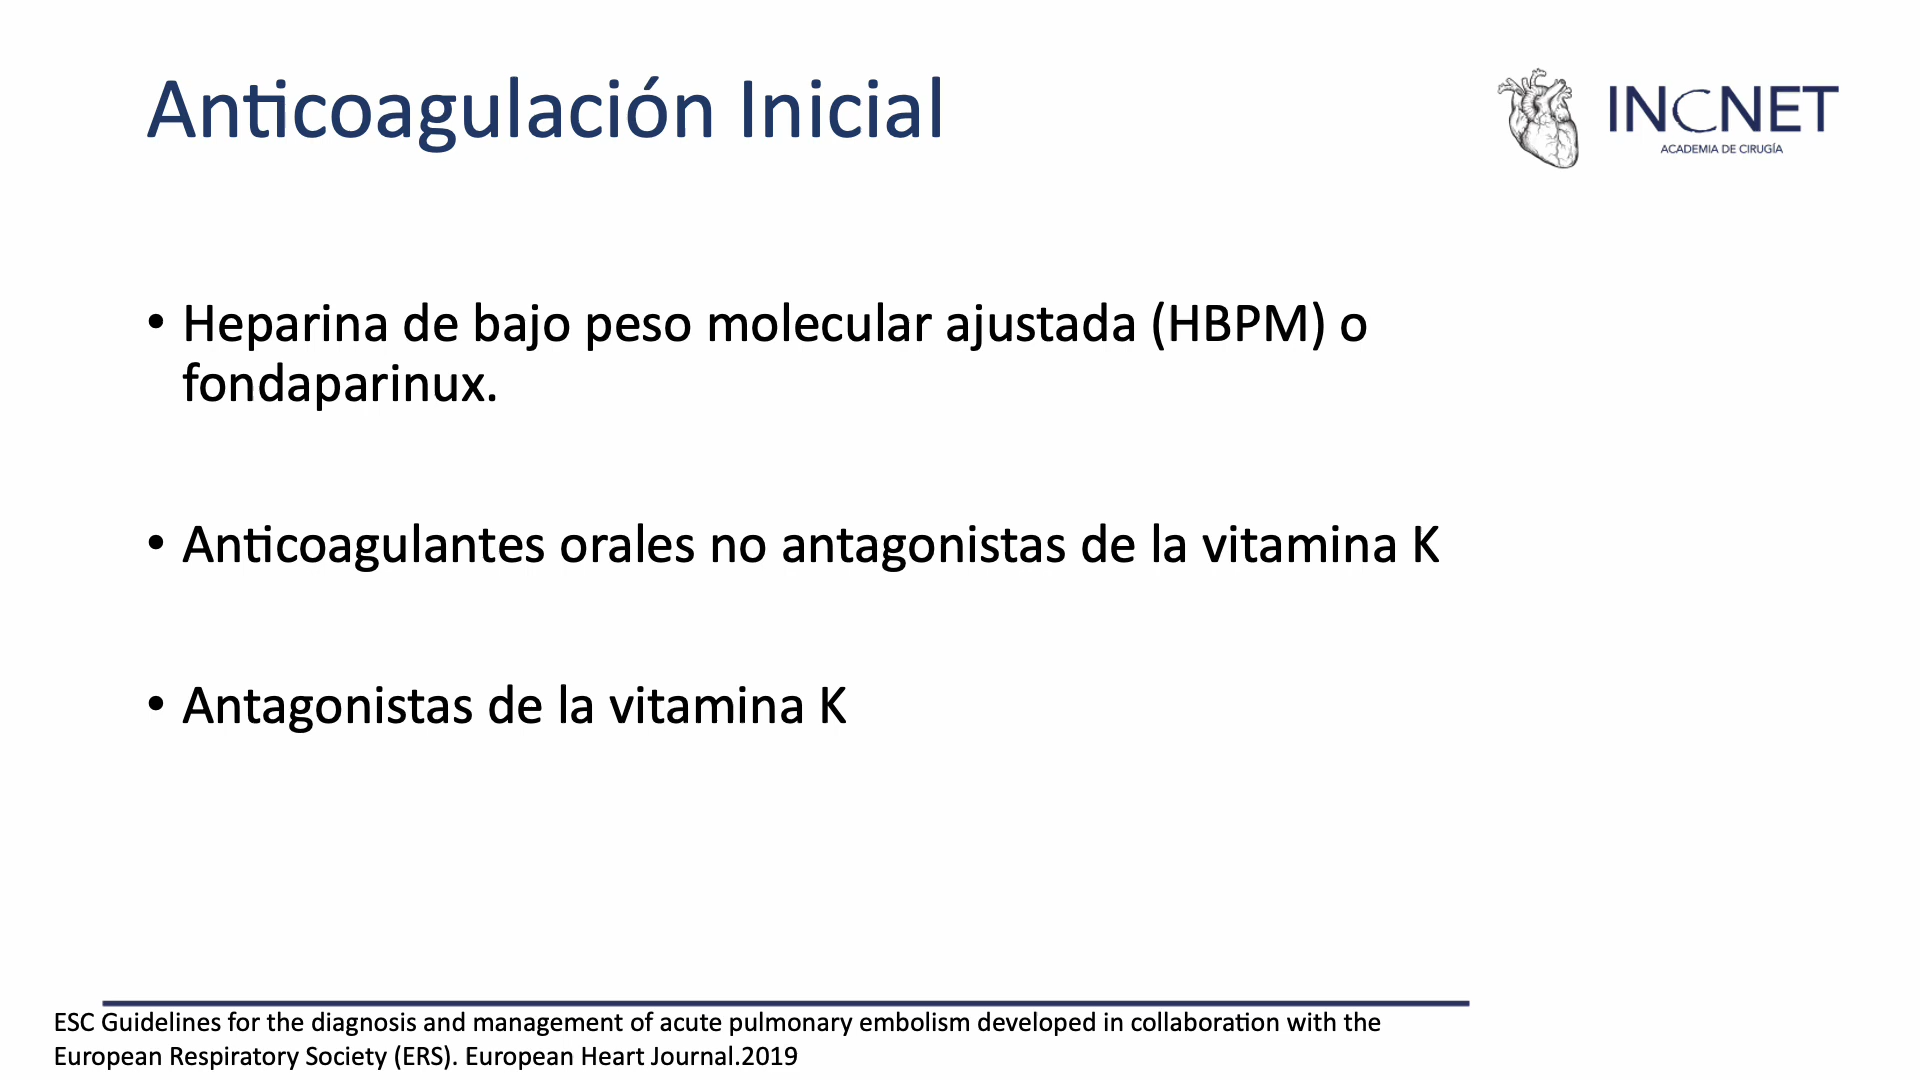 Anticoagulación Inicial
INCNET
ACADEMIA DE CIRUGÍA
• Heparina de bajo peso molecular ajustada (HBPM) o
fondaparinux.
• Anticoagulantes orales no antagonistas de la vitamina K
• Antagonistas de la vitamina K
ESC Guidelines for the diagnosis and management of acute pulmonary embolism developed in collaboration with the
European Respiratory Society (ERS). European Heart Journal.2019